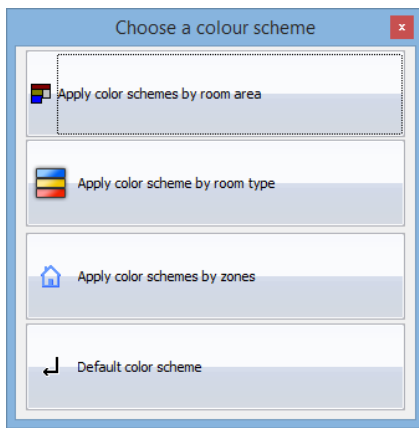 Choose a colour scheme
x
Apply color schemes by room area
Apply color scheme by room type
Apply color schemes by zones
Default color scheme